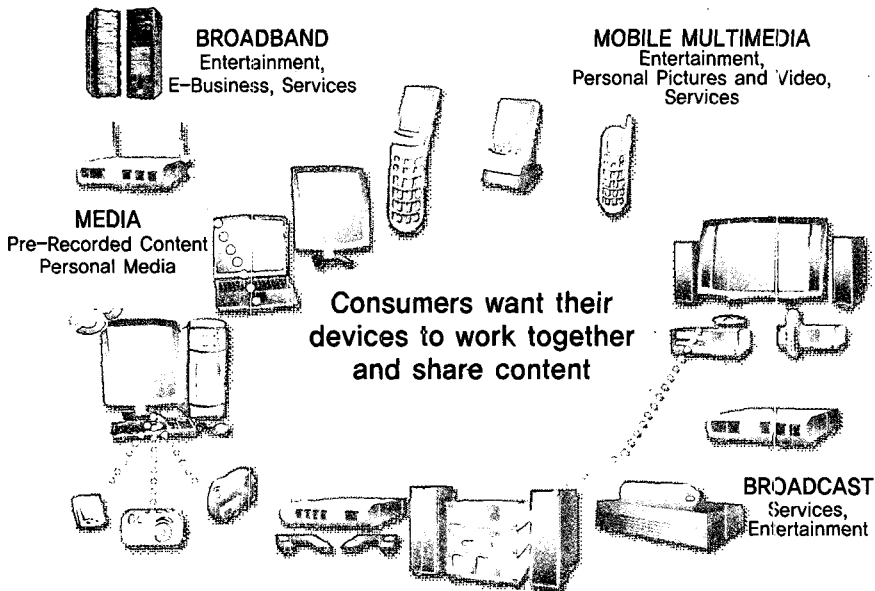 BROADBAND
Entertainment,
E-Business, Services
MOBILE MULTIMEDIA
Entertainment,
Personal Pictures and Video,
Services
MEDIA
Pre-Recorded Content
Personal Media
Consumers want their
devices to work together
and share content
BROADCAST
Services,
Entertainment